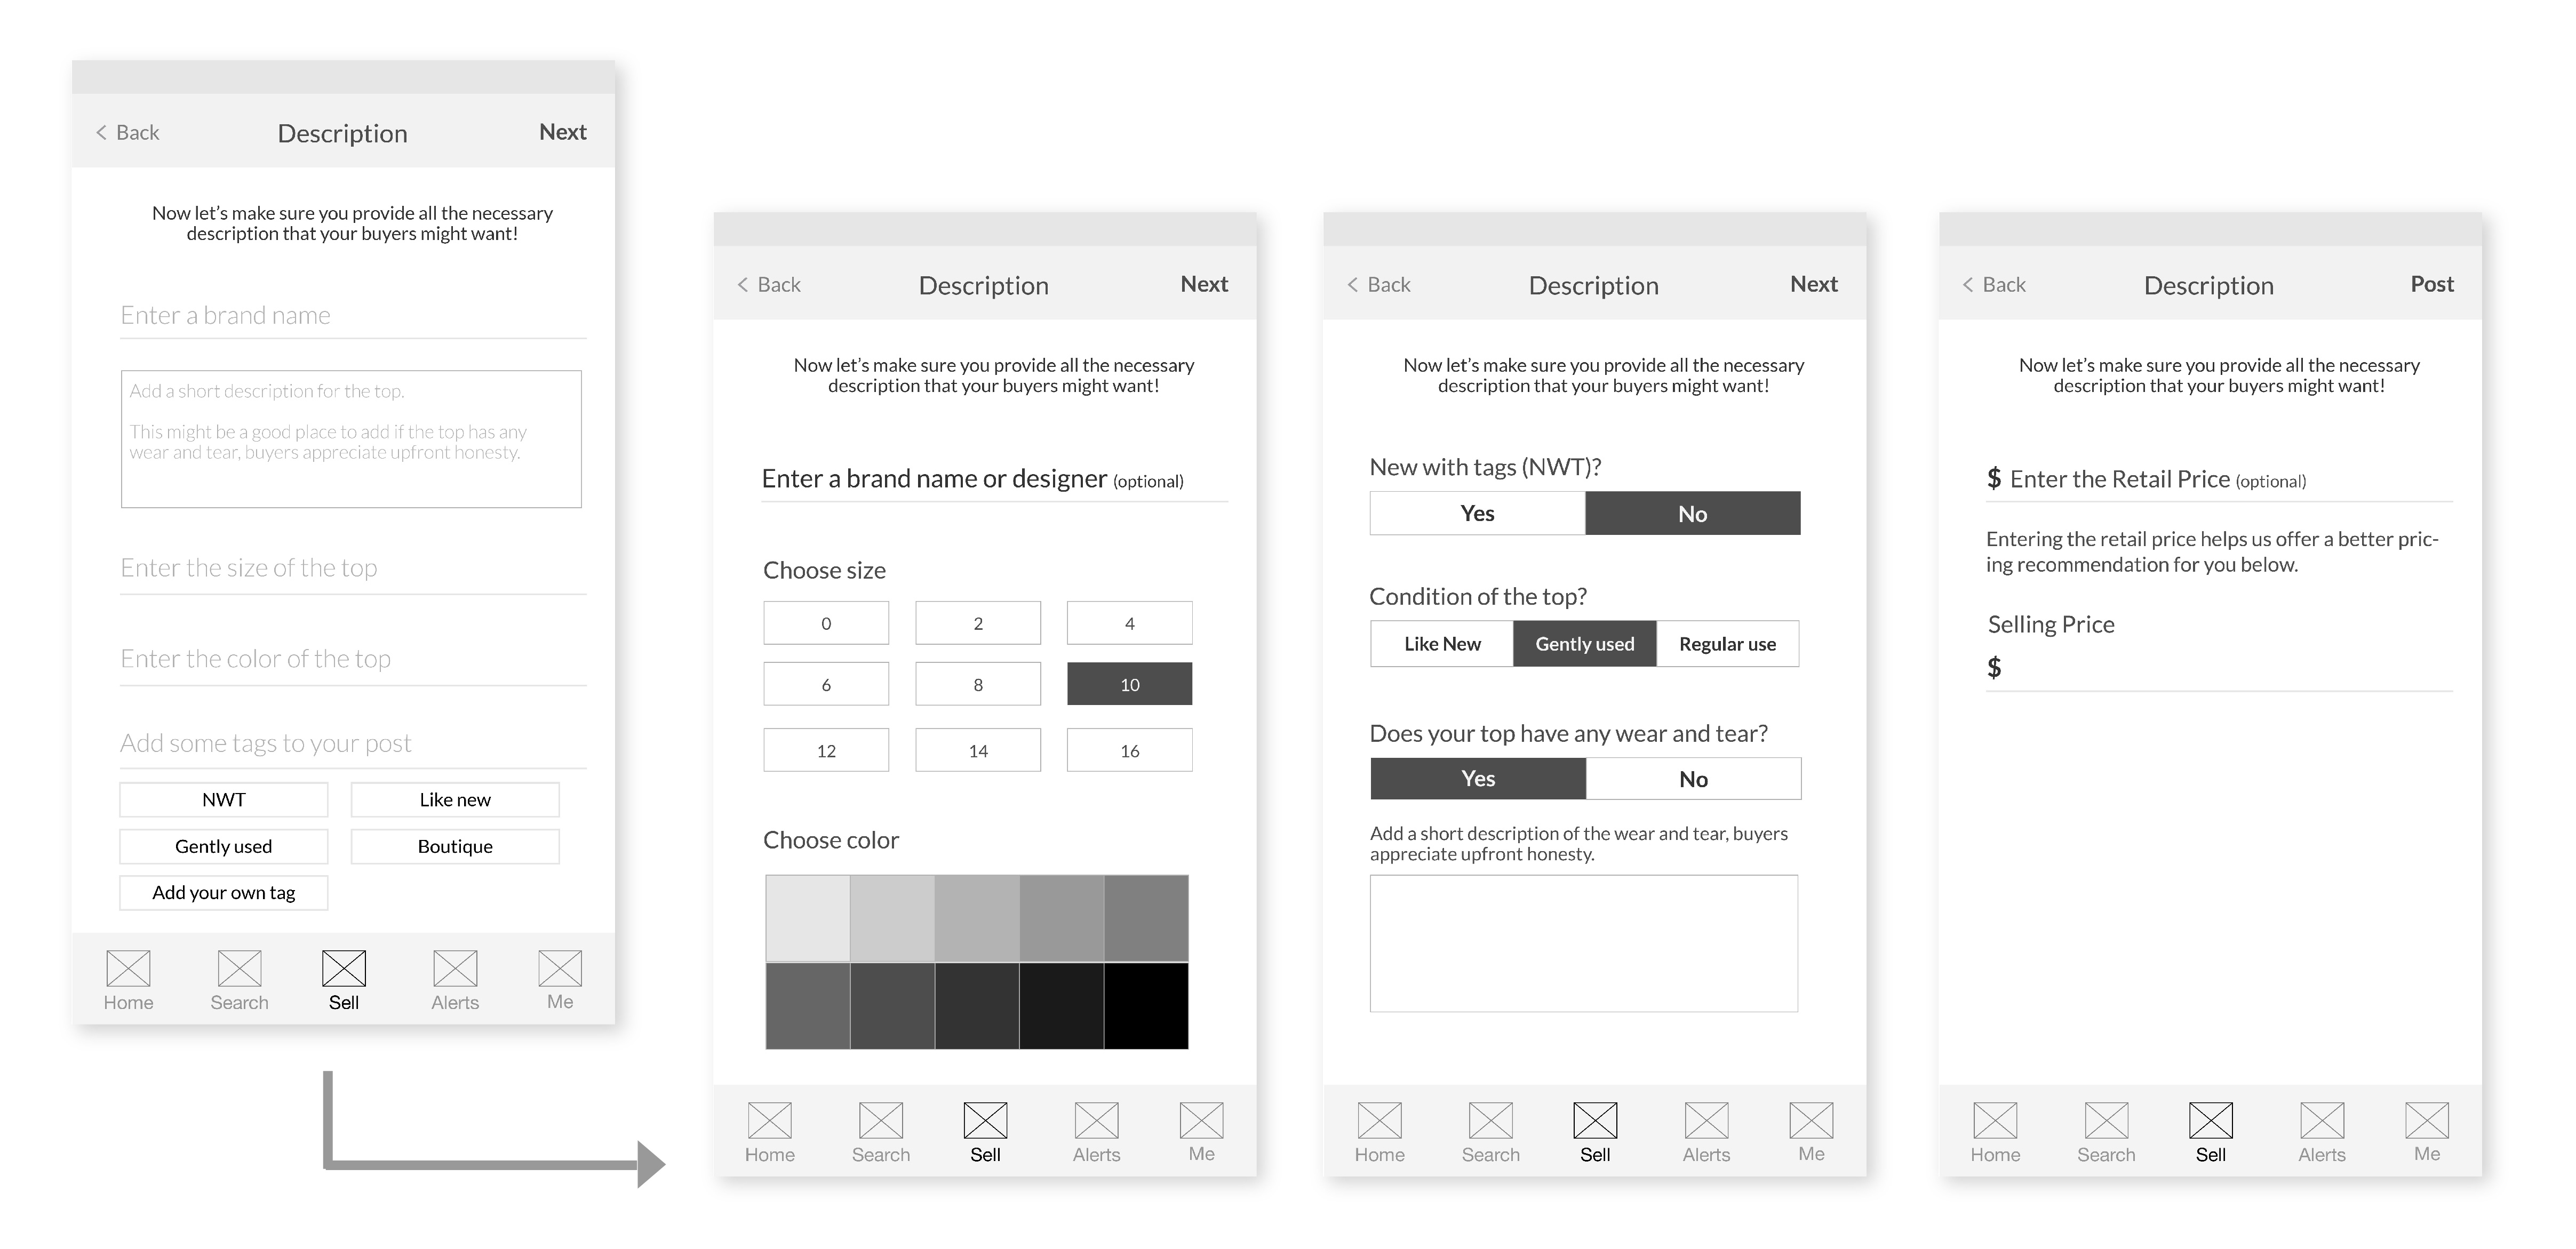 Back Description Next
Now let's make sure you provide all the necessary
description that your buyers might want!
Enter a brand name
Add a short description for the top.
This might be a good place to add if the top has any
wear and tear, buyers appreciate upfront honesty.
Enter the size of the top
Enter the color of the top
Add some tags to your post
NWT Like new
Gently used Boutique
Add your own tag
Home Search Sell Alerts Me
Back Description Next
Now let's make sure you provide all the necessary
description that your buyers might want!
Enter a brand name or designer (optional)
Choose size
0 2 4
6 8 10
12 14 16
Choose color
Home Search Sell Alerts Me
Back Description Next
Now let's make sure you provide all the necessary
description that your buyers might want!
New with tags (NWT)?
Yes No
Condition of the top?
Like New Gently used Regular use
Does your top have any wear and tear?
Yes No
Add a short description of the wear and tear, buyers
appreciate upfront honesty.
Home Search Sell Alerts Me
Back Description Post
Now let's make sure you provide all the necessary
description that your buyers might want!
$ Enter the Retail Price (optional)
Entering the retail price helps us offer a better pric-
ing recommendation for you below.
Selling Price
$
Home Search Sell Alerts Me